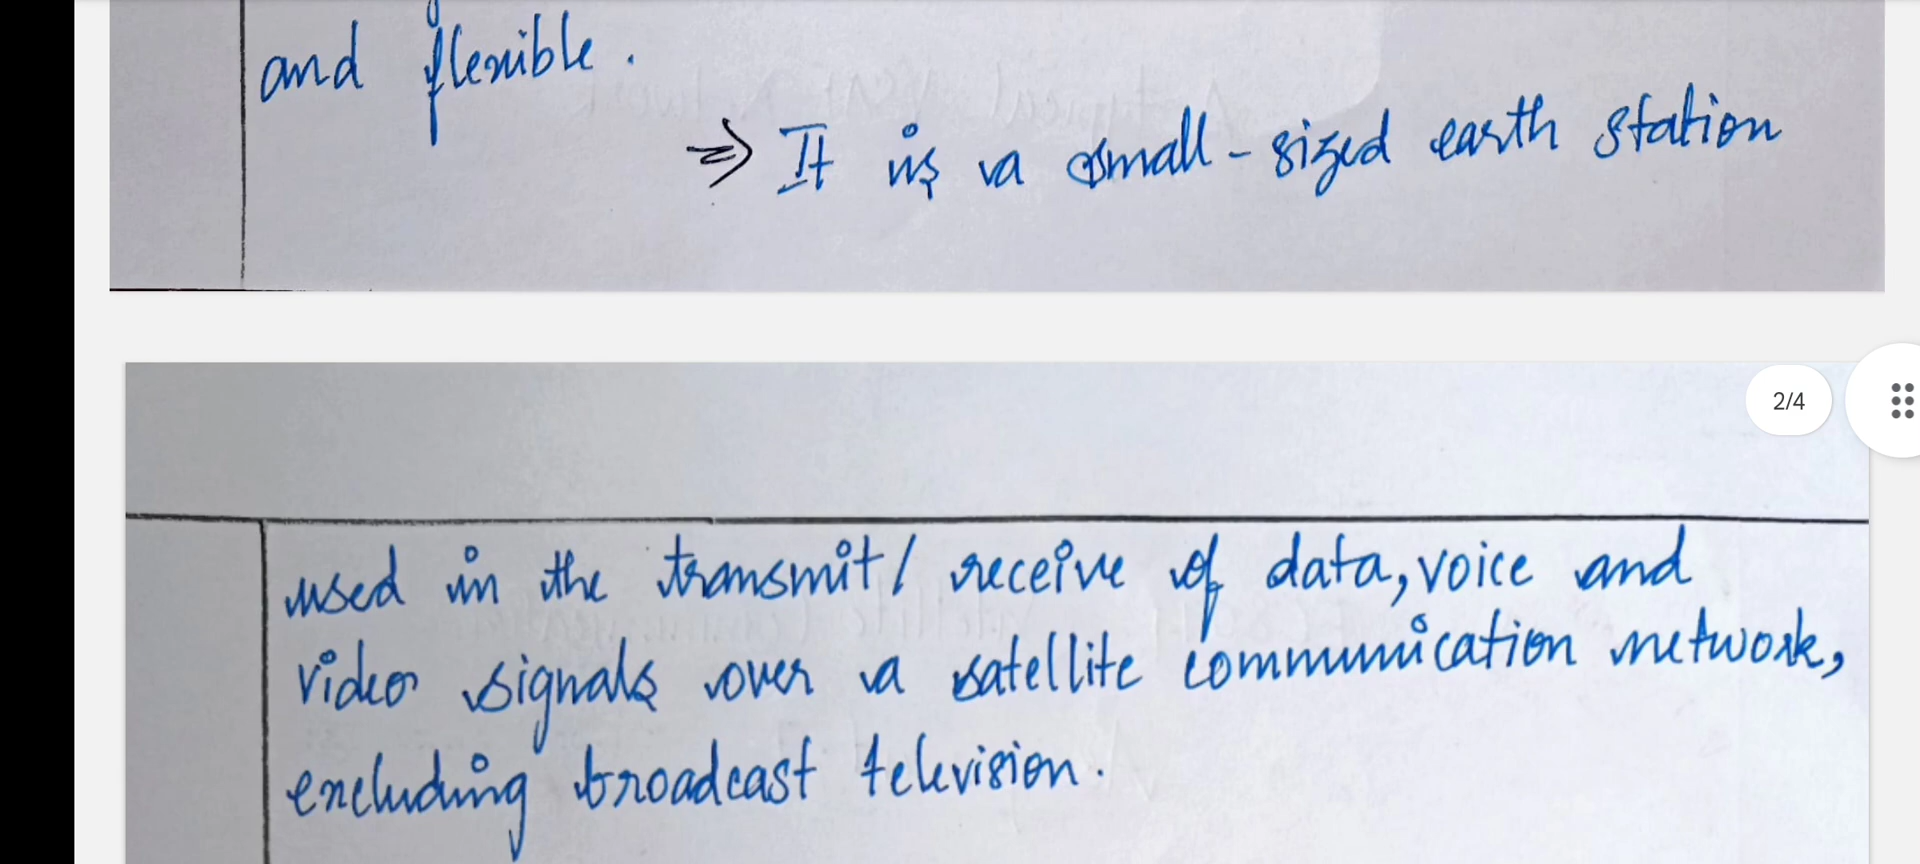 and flexible.
⇒ It is a small-sized earth station
2/4
used in the transmit/ receive of data, voice and
video signals over a satellite communication network,
excluding broadcast television.